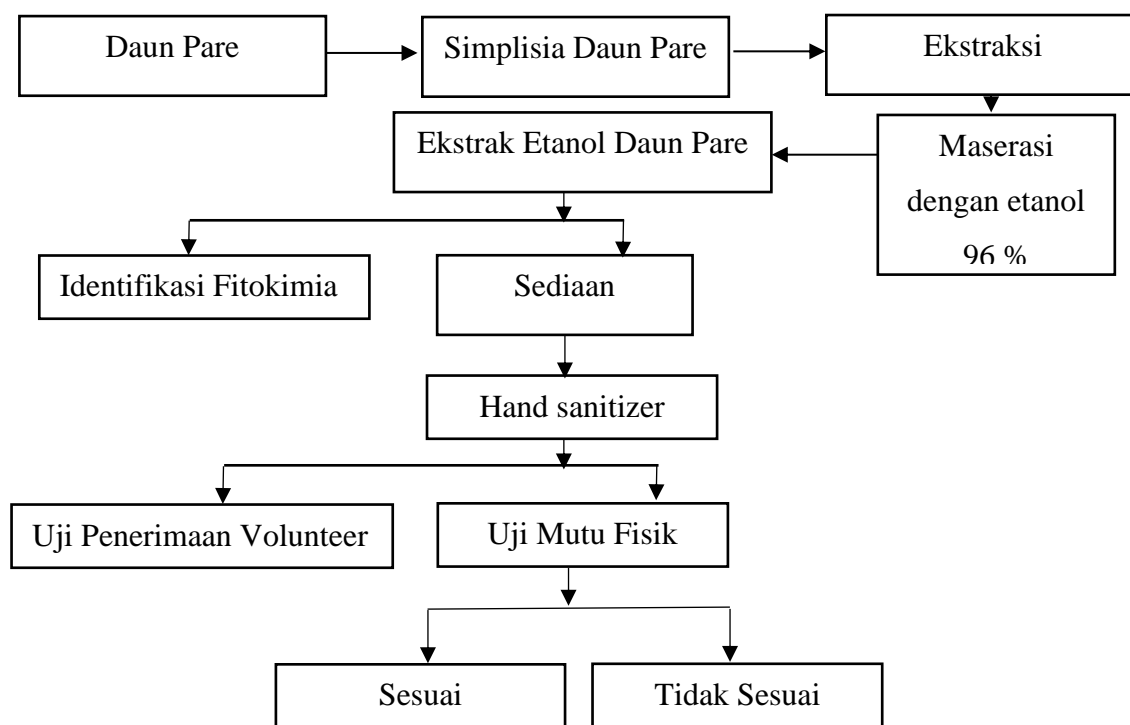 Daun Pare
Simplisia Daun Pare
Ekstraksi
Maserasi
dengan etanol
96 %
Ekstrak Etanol Daun Pare
Identifikasi Fitokimia
Sediaan
Hand sanitizer
Uji Penerimaan Volunteer
Uji Mutu Fisik
Sesuai
Tidak Sesuai